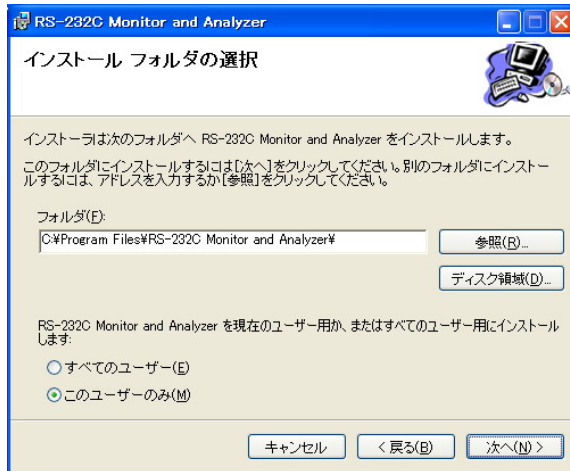 RS-232C Monitor and Analyzer
インストール フォルダの選択
インストーラは次のフォルダへ RS-232C Monitor and Analyzer をインストールします。
このフォルダにインストールするには[次へ]をクリックしてください。別のフォルダにインストー
ルするには、アドレスを入力するか[参照]をクリックしてください。
フォルダ(F):
C:¥Program Files¥RS-232C Monitor and Analyzer¥
参照(R)...
ディスク領域(D)...
RS-232C Monitor and Analyzer を現在のユーザー用か、またはすべてのユーザー用にインストール
します:
すべてのユーザー(E)
このユーザーのみ(M)
キャンセル
< 戻る(B)
次へ(N) >